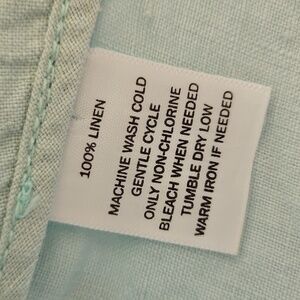 100% LINEN
MACHINE WASH COLD
GENTLE CYCLE
ONLY NON-CHLORINE
BLEACH WHEN NEEDED
TUMBLE DRY LOW
WARM IRON IF NEEDED